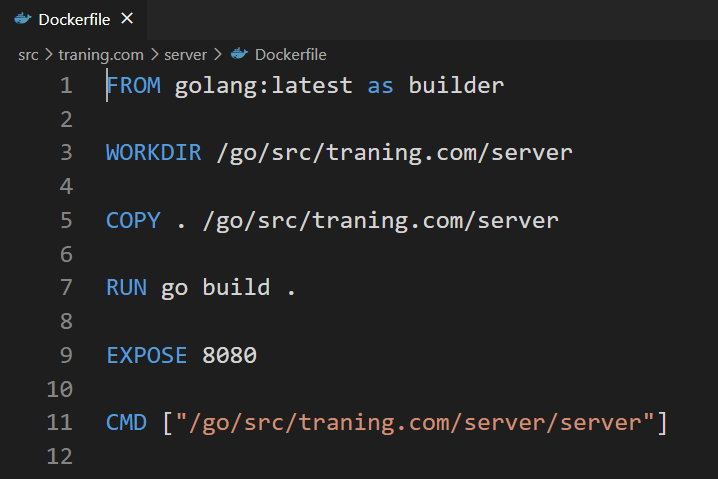 Dockerfile ×
src > traning.com > server > Dockerfile
1 FROM golang:latest as builder
2
3 WORKDIR /go/src/traning.com/server
4
5 COPY . /go/src/traning.com/server
6
7 RUN go build .
8
9 EXPOSE 8080
10
11 CMD ["/go/src/traning.com/server/server"]
12